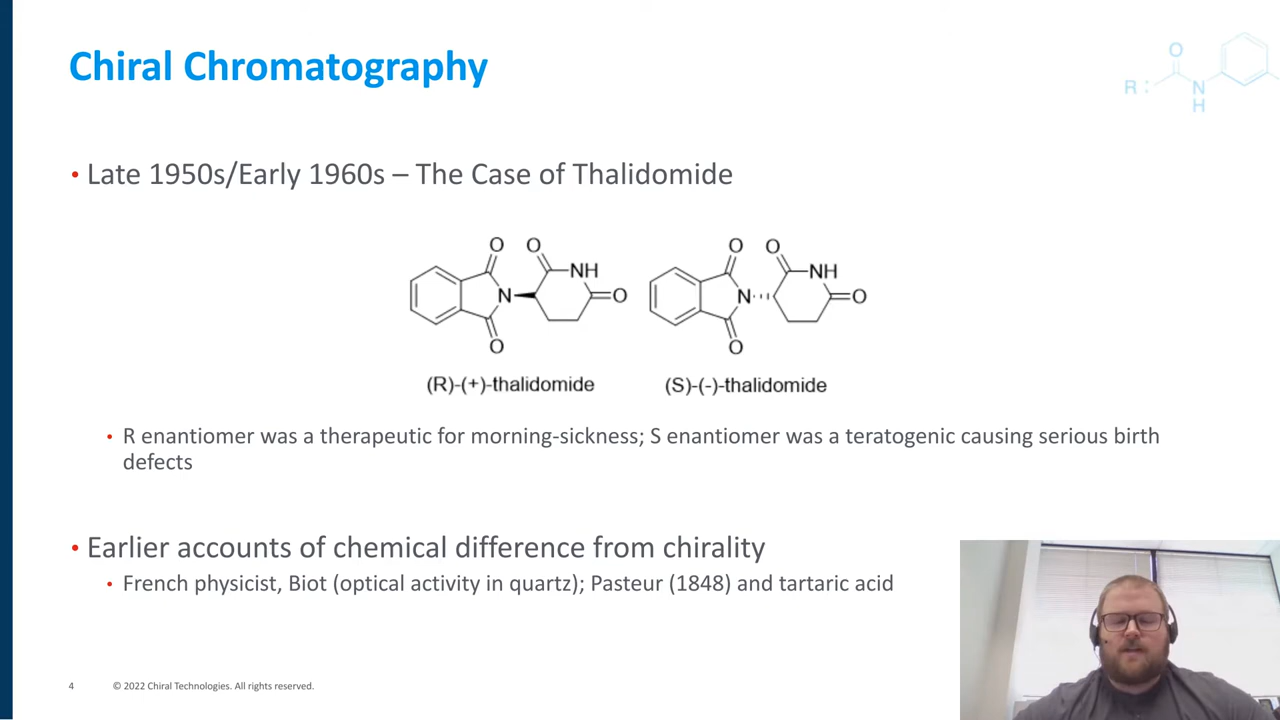 Chiral Chromatography
O
R
N
H
• Late 1950s/Early 1960s – The Case of Thalidomide
O O NH N O O
O O NH N O O
(R)-(+)-thalidomide (S)-(-)-thalidomide
• R enantiomer was a therapeutic for morning-sickness; S enantiomer was a teratogenic causing serious birth
defects
• Earlier accounts of chemical difference from chirality
• French physicist, Biot (optical activity in quartz); Pasteur (1848) and tartaric acid
4 © 2022 Chiral Technologies. All rights reserved.